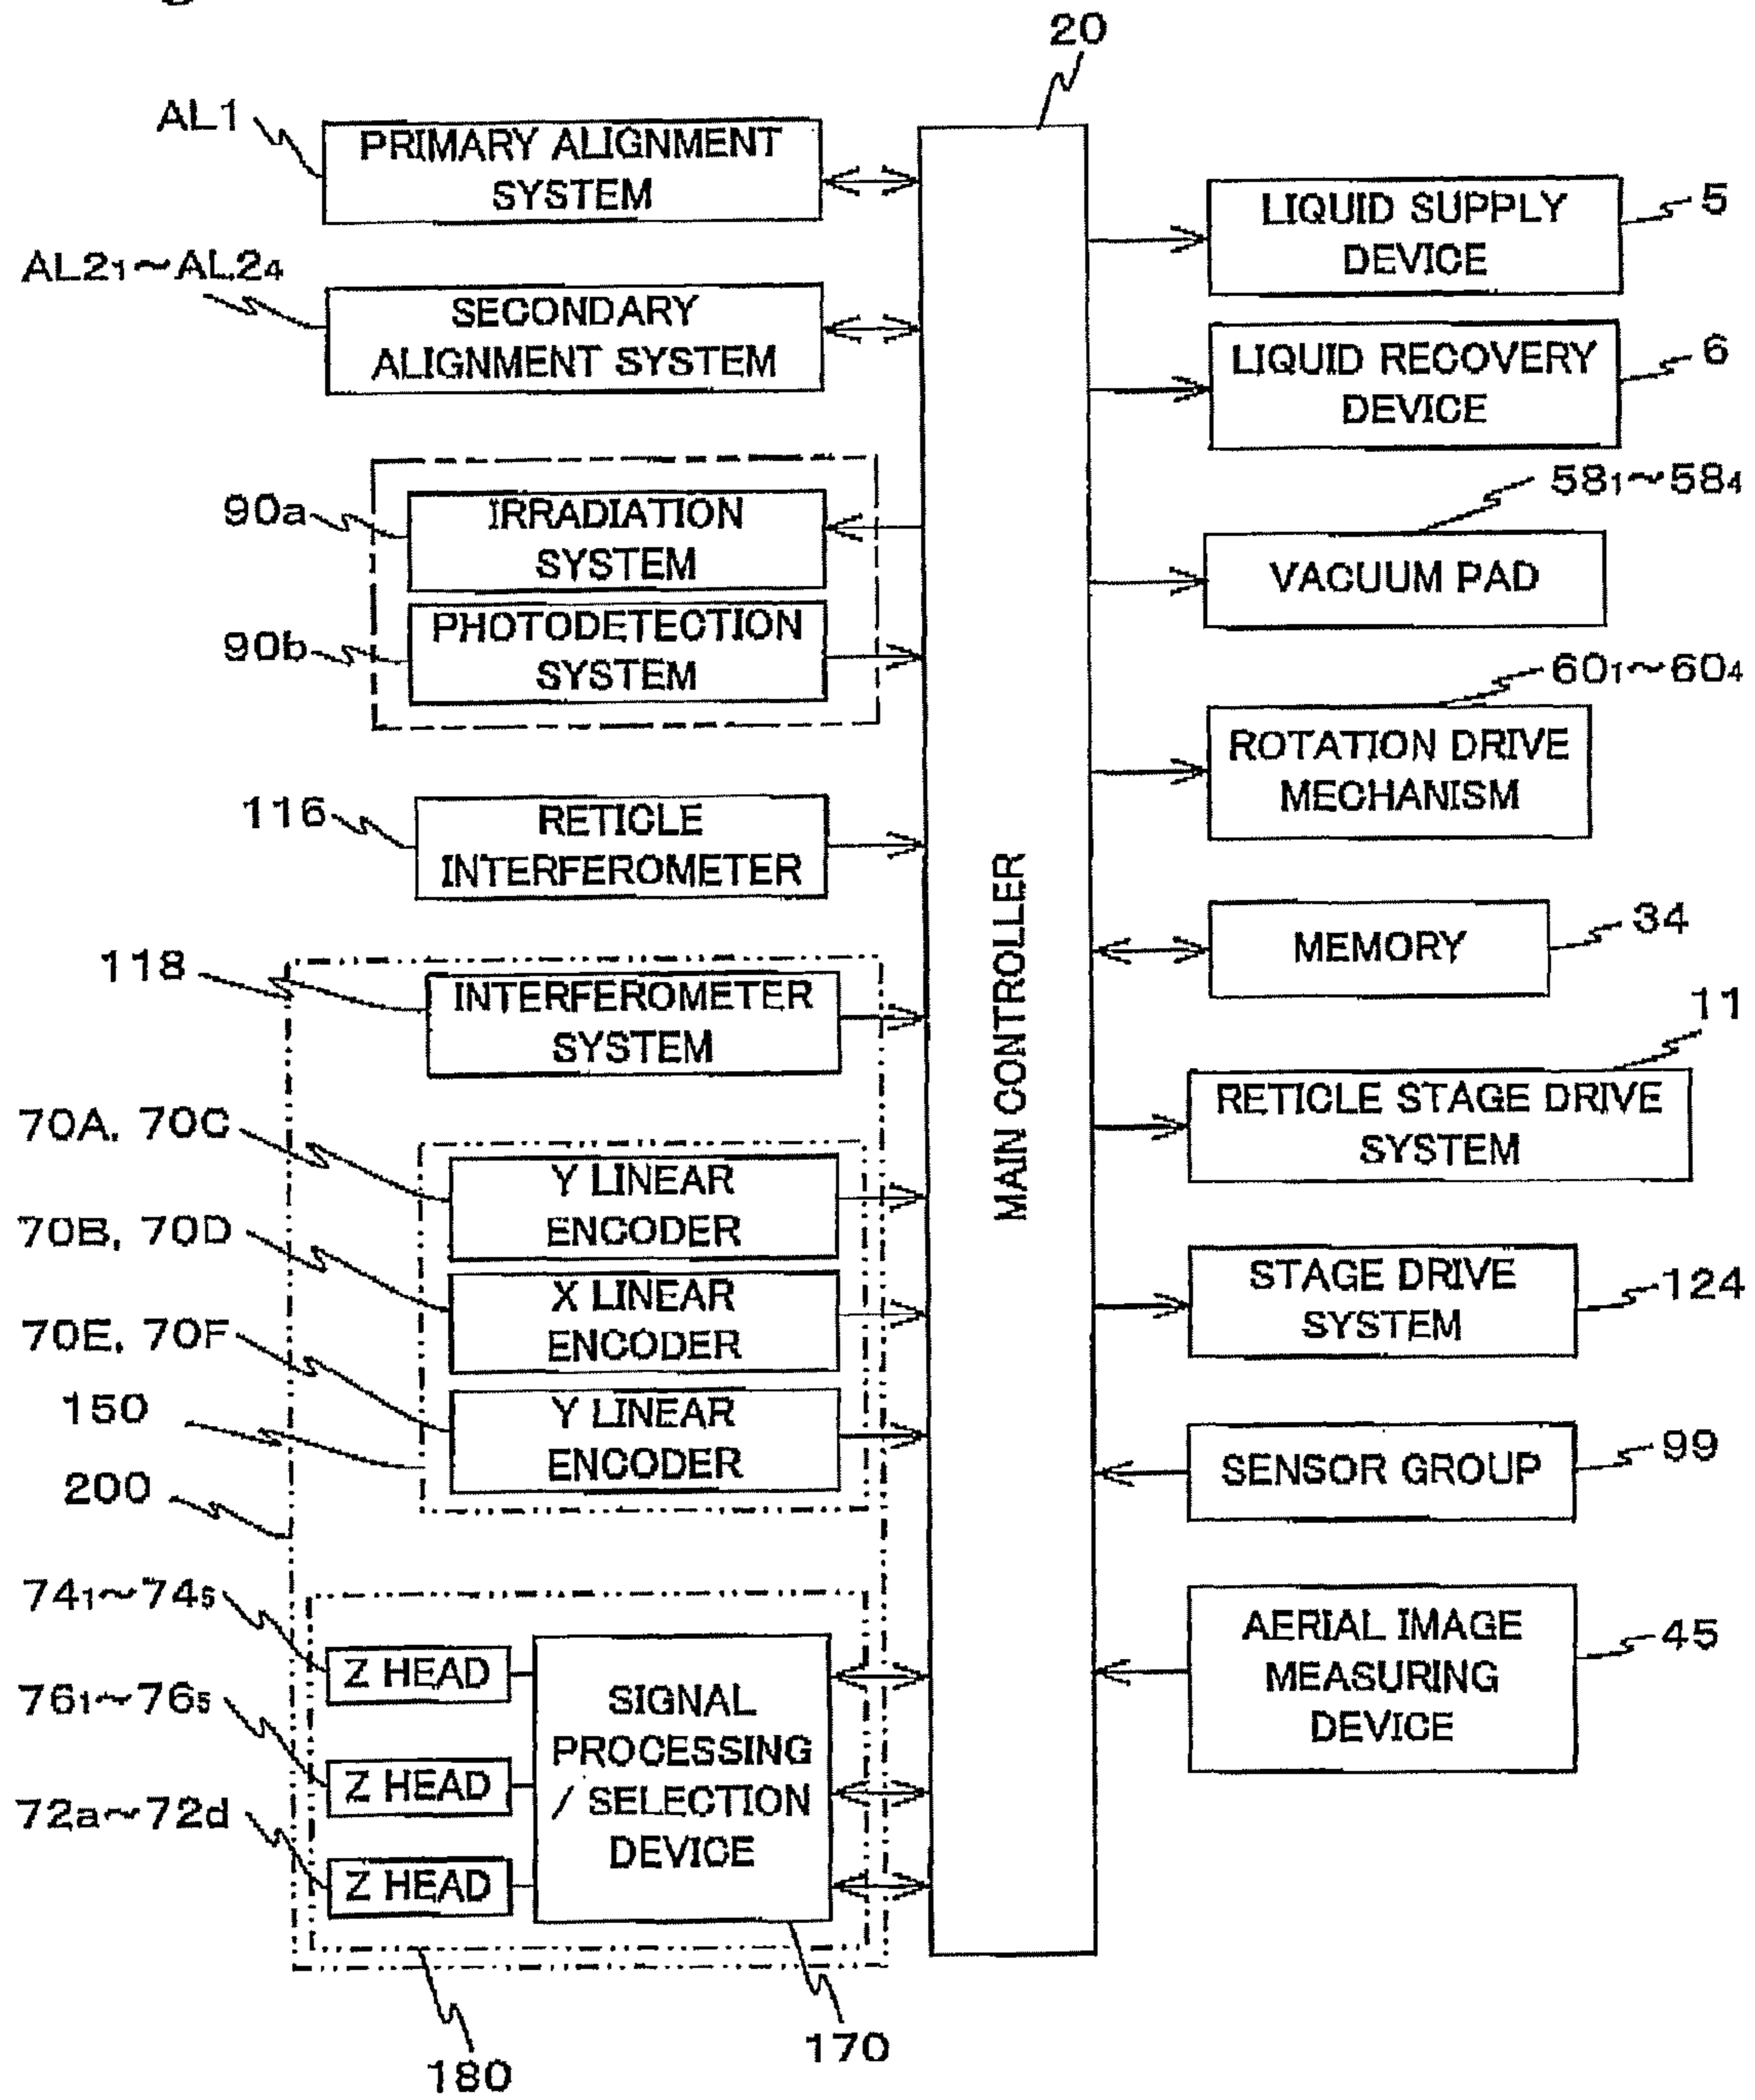 20
AL1
PRIMARY ALIGNMENT
SYSTEM
AL2₁~AL2₄
SECONDARY
ALIGNMENT SYSTEM
90a
IRRADIATION
SYSTEM
90b
PHOTODETECTION
SYSTEM
116
RETICLE
INTERFEROMETER
118
INTERFEROMETER
SYSTEM
70A, 70C
Y LINEAR
ENCODER
70B, 70D
X LINEAR
ENCODER
70E, 70F
Y LINEAR
ENCODER
150
200
74₁~74₅
Z HEAD
76₁~76₅
Z HEAD
72a~72d
Z HEAD
SIGNAL
PROCESSING
/ SELECTION
DEVICE
170
180
MAIN CONTROLLER
LIQUID SUPPLY
DEVICE
5
LIQUID RECOVERY
DEVICE
6
58₁~58₄
VACUUM PAD
60₁~60₄
ROTATION DRIVE
MECHANISM
MEMORY
34
11
RETICLE STAGE DRIVE
SYSTEM
STAGE DRIVE
SYSTEM
124
SENSOR GROUP
99
AERIAL IMAGE
MEASURING
DEVICE
45